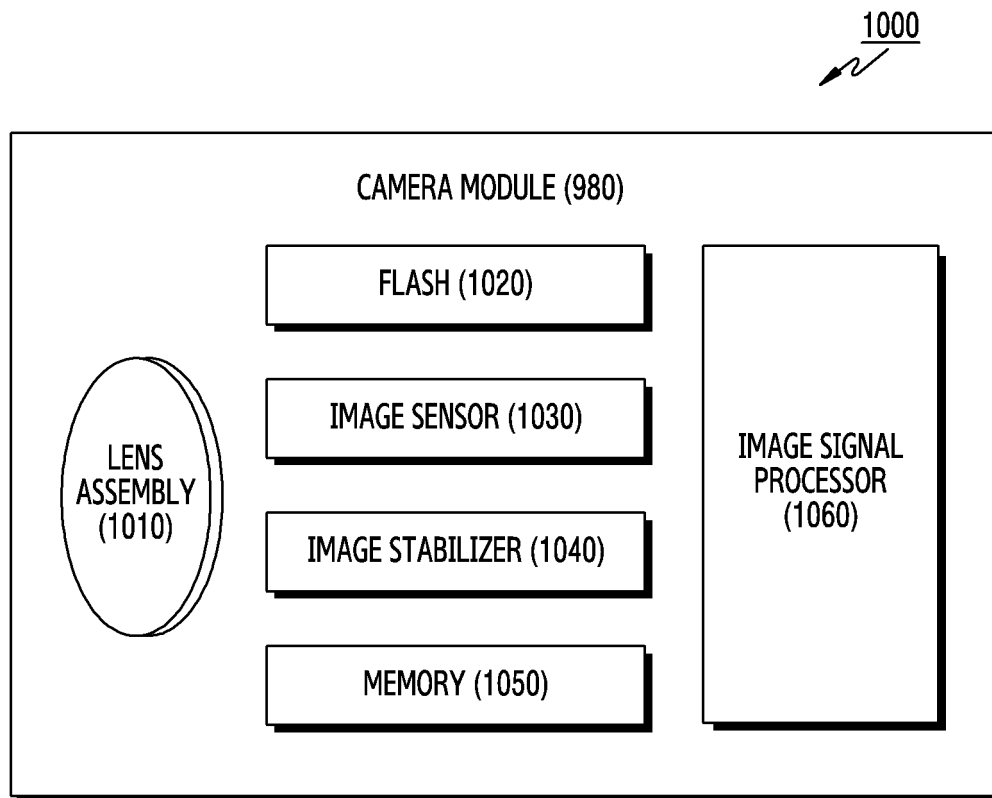 1000
CAMERA MODULE (980)
FLASH (1020)
IMAGE SENSOR (1030)
LENS
ASSEMBLY
(1010)
IMAGE STABILIZER (1040)
MEMORY (1050)
IMAGE SIGNAL
PROCESSOR
(1060)